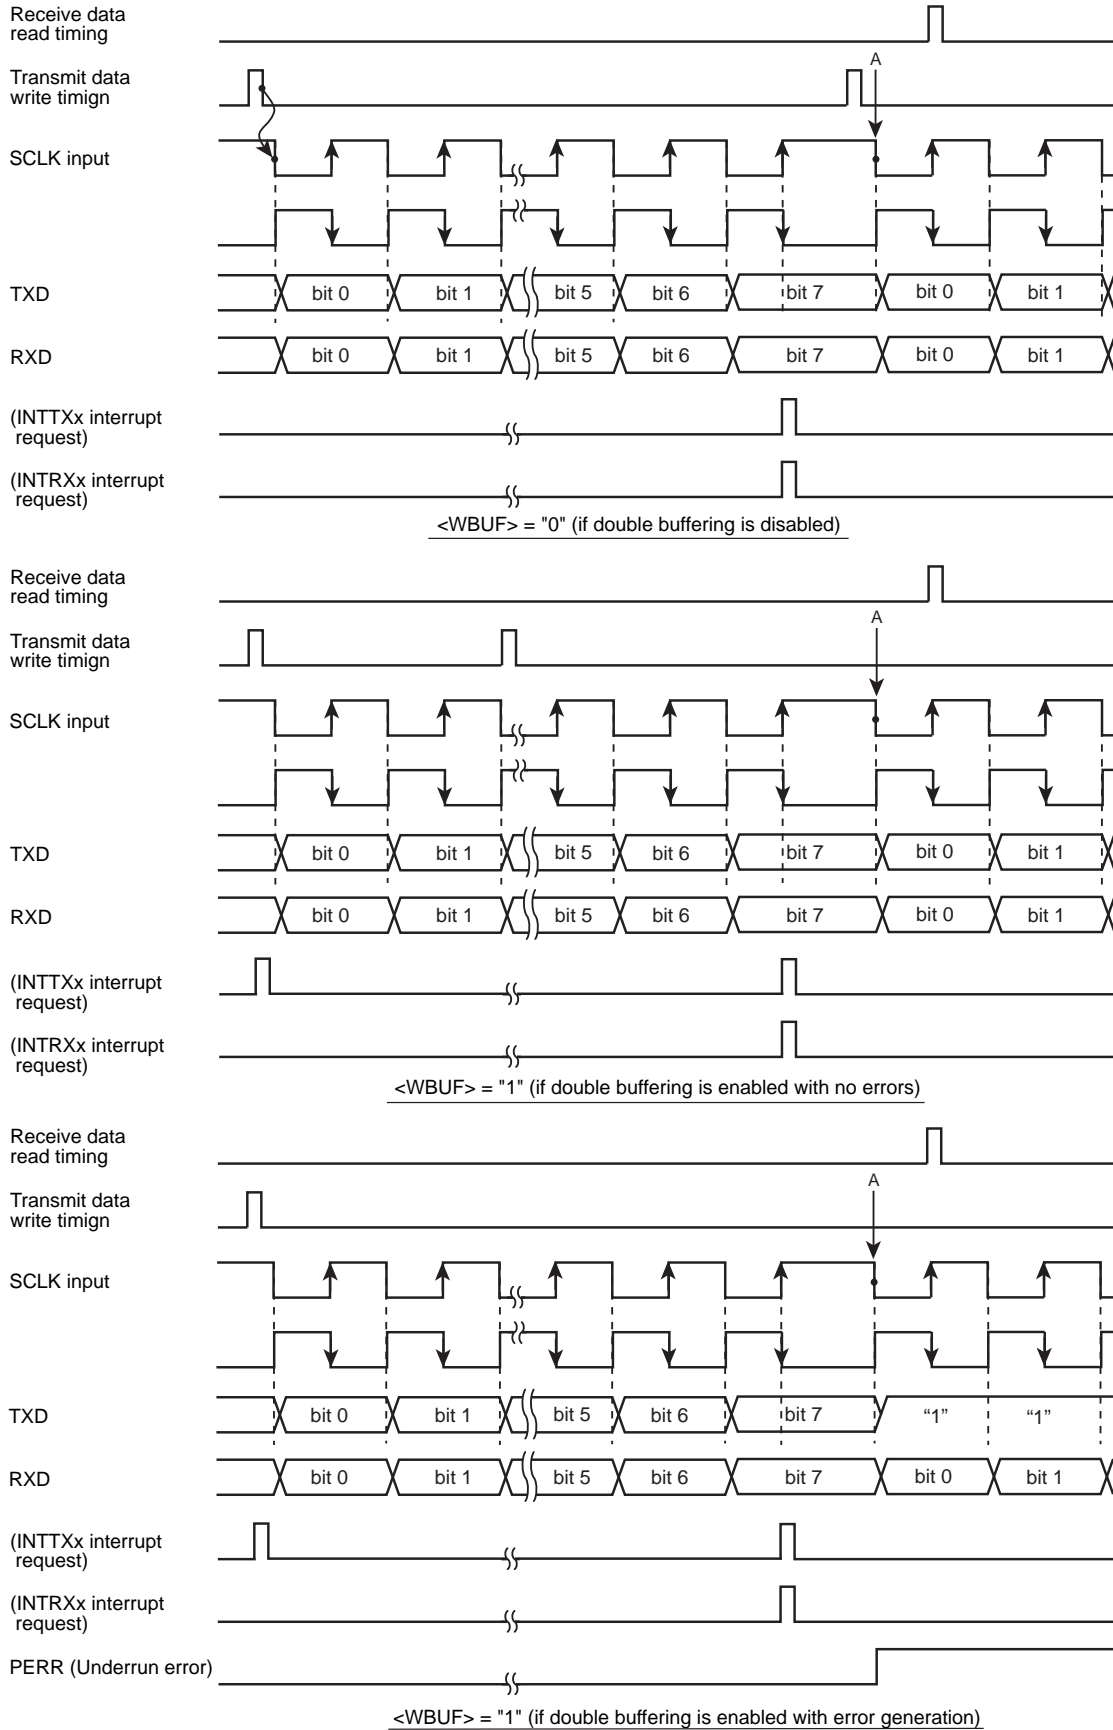 Receive data
read timing
A
Transmit data
write timign
SCLK input
TXD bit 0 bit 1 bit 5 bit 6 bit 7 bit 0 bit 1
RXD bit 0 bit 1 bit 5 bit 6 bit 7 bit 0 bit 1
(INTTXx interrupt
request)
(INTRXx interrupt
request)
<WBUF> = "0" (if double buffering is disabled)
Receive data
read timing
A
Transmit data
write timign
SCLK input
TXD bit 0 bit 1 bit 5 bit 6 bit 7 bit 0 bit 1
RXD bit 0 bit 1 bit 5 bit 6 bit 7 bit 0 bit 1
(INTTXx interrupt
request)
(INTRXx interrupt
request)
<WBUF> = "1" (if double buffering is enabled with no errors)
Receive data
read timing
A
Transmit data
write timign
SCLK input
TXD bit 0 bit 1 bit 5 bit 6 bit 7 “1” “1”
RXD bit 0 bit 1 bit 5 bit 6 bit 7 bit 0 bit 1
(INTTXx interrupt
request)
(INTRXx interrupt
request)
PERR (Underrun error)
<WBUF> = "1" (if double buffering is enabled with error generation)